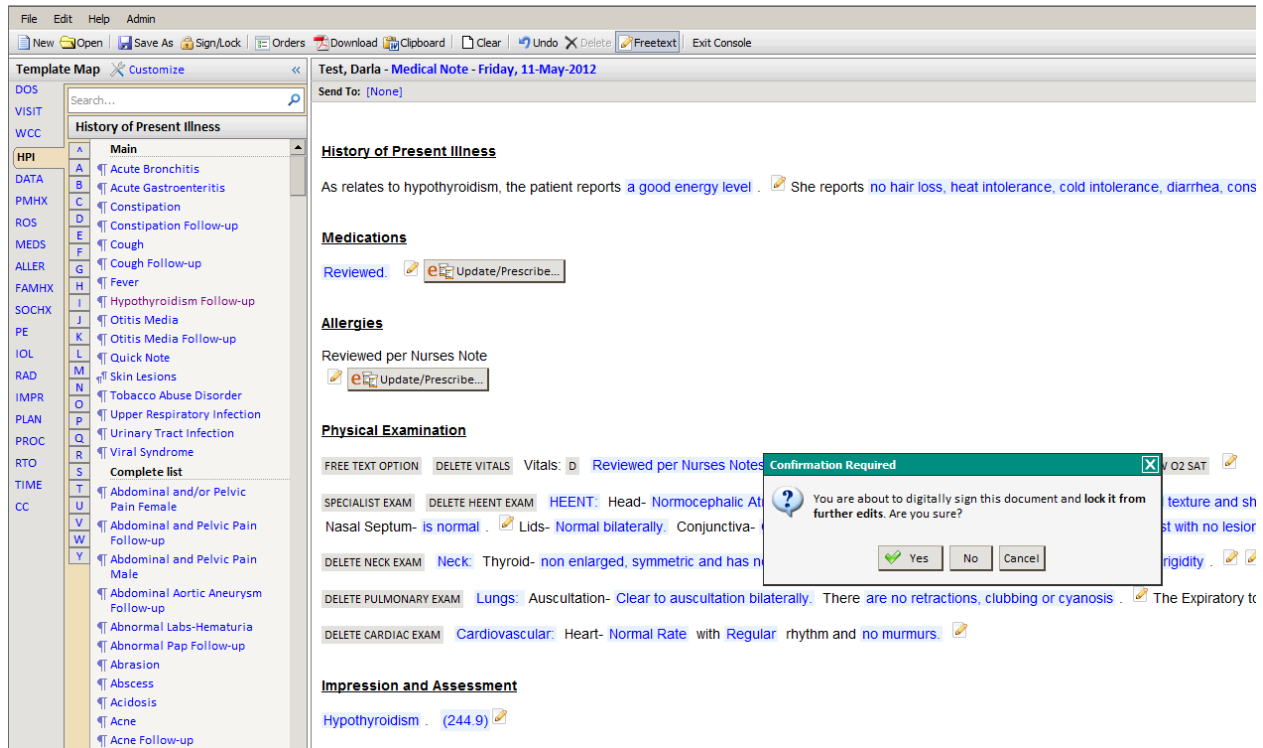 File Edit Help Admin
New Open Save As Sign/Lock Orders Download Clipboard Clear Undo Delete Freetext Exit Console
Template Map Customize «
DOS
VISIT
WCC
HPI
DATA
PMHX
ROS
MEDS
ALLER
FAMHX
SOCHX
PE
IOL
RAD
IMPR
PLAN
PROC
RTO
TIME
CC
Search...
History of Present Illness
^
A
B
C
D
E
F
G
H
I
J
K
L
M
N
O
P
Q
R
S
T
U
V
W
Y
Main
¶ Acute Bronchitis
¶ Acute Gastroenteritis
¶ Constipation
¶ Constipation Follow-up
¶ Cough
¶ Cough Follow-up
¶ Fever
¶ Hypothyroidism Follow-up
¶ Otitis Media
¶ Otitis Media Follow-up
¶ Quick Note
¶¶ Skin Lesions
¶ Tobacco Abuse Disorder
¶ Upper Respiratory Infection
¶ Urinary Tract Infection
¶ Viral Syndrome
Complete list
¶ Abdominal and/or Pelvic
Pain Female
¶ Abdominal and Pelvic Pain
Follow-up
¶ Abdominal and Pelvic Pain
Male
¶ Abdominal Aortic Aneurysm
Follow-up
¶ Abnormal Labs-Hematuria
¶ Abnormal Pap Follow-up
¶ Abrasion
¶ Abscess
¶ Acidosis
¶ Acne
¶ Acne Follow-up
Test, Darla - Medical Note - Friday, 11-May-2012
Send To: [None]
History of Present Illness
As relates to hypothyroidism, the patient reports a good energy level . She reports no hair loss, heat intolerance, cold intolerance, diarrhea, cons
Medications
Reviewed. Update/Prescribe...
Allergies
Reviewed per Nurses Note
Update/Prescribe...
Physical Examination
FREE TEXT OPTION DELETE VITALS Vitals: D Reviewed per Nurses Notes O2 SAT
SPECIALIST EXAM DELETE HEENT EXAM HEENT: Head- Normocephalic texture and sh
Nasal Septum- is normal . Lids- Normal bilaterally. Conjunctiva- with no lesion
DELETE NECK EXAM Neck: Thyroid- non enlarged, symmetric and has rigidity .
DELETE PULMONARY EXAM Lungs: Auscultation- Clear to auscultation bilaterally. There are no retractions, clubbing or cyanosis . The Expiratory to
DELETE CARDIAC EXAM Cardiovascular: Heart- Normal Rate with Regular rhythm and no murmurs.
Impression and Assessment
Hypothyroidism . (244.9)
Confirmation Required
You are about to digitally sign this document and lock it from
further edits. Are you sure?
Yes No Cancel